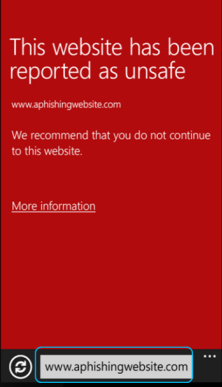 This website has been
reported as unsafe
www.aphishingwebsite.com
We recommend that you do not continue
to this website.
More information
www.aphishingwebsite.com